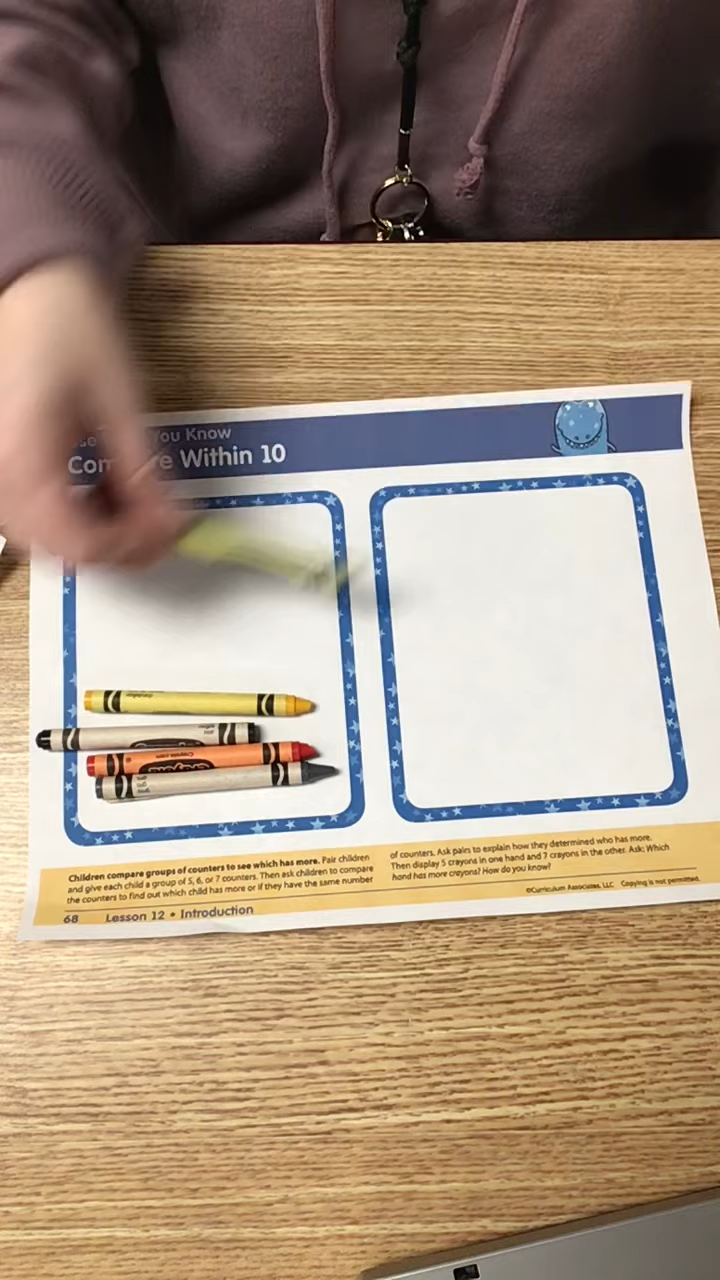 You Know
Within 10
Children compare groups of counters to see which has more. Pair children
and give each child a group of 5, 6, or 7 counters. Then ask children to compare
the counters to find out which child has more or if they have the same number
of counters. Ask pairs to explain how they determined who has more.
Then display 5 crayons in one hand and 7 crayons in the other. Ask: Which
hand has more crayons? How do you know?
©Curriculum Associates, LLC Copying is not permitted.
68 Lesson 12 • Introduction